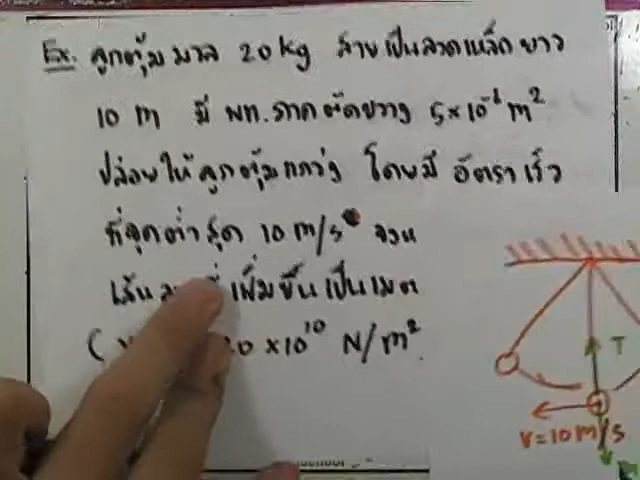 Ex. ลูกตุ้มมวล 20 kg สายเป็นลวดเหล็กยาว
10 m มี พท. ภาคตัดขวาง 5×10⁻⁶ m²
ปล่อยให้ลูกตุ้มแกว่ง โดยมี อัตราเร็ว
ที่จุดต่ำสุด 10 m/s จงหา
เส้น เพิ่มขึ้นเป็นเมตร
( 20 ×10¹⁰ N/m²
T
V = 10 m/s